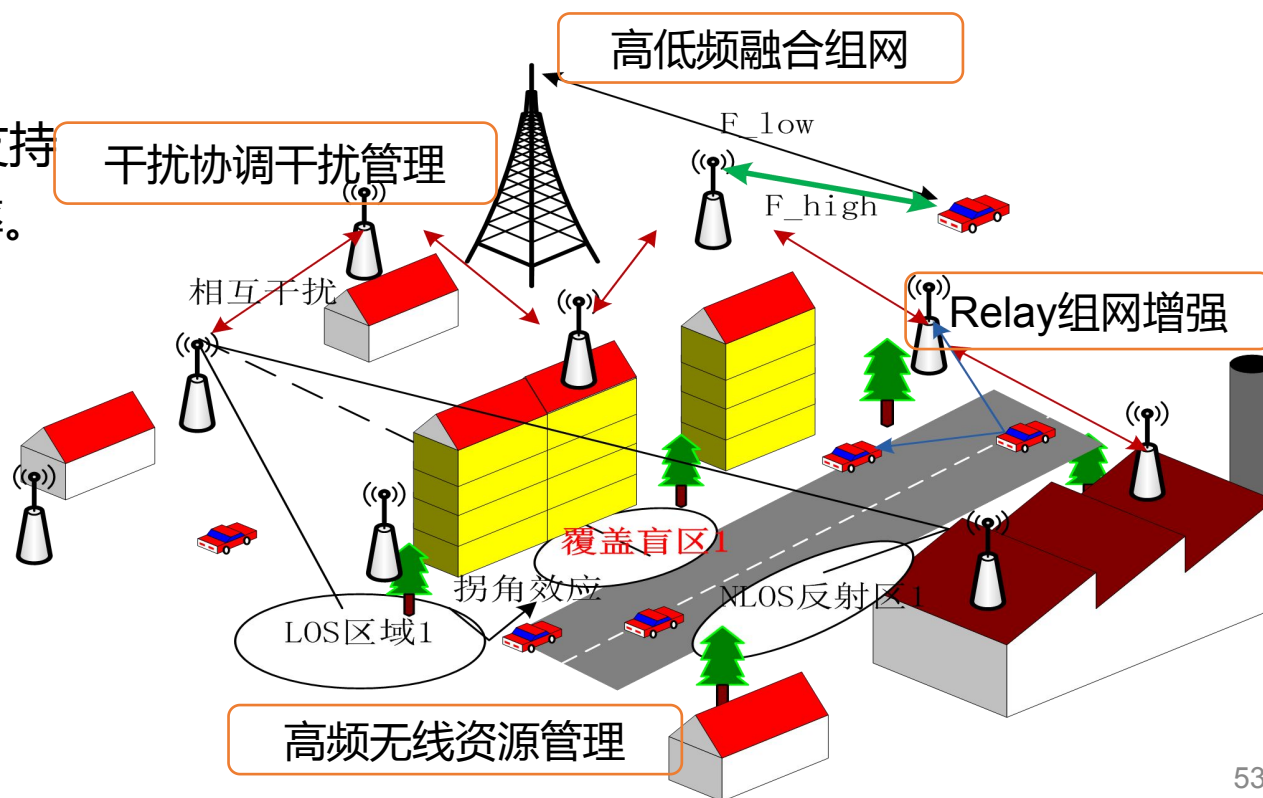 高低频融合组网
F_low
支持
干扰协调干扰管理
F_high
。
相互干扰
Relay组网增强
覆盖盲区1
拐角效应
NLOS反射区1
LOS区域1
高频无线资源管理
53